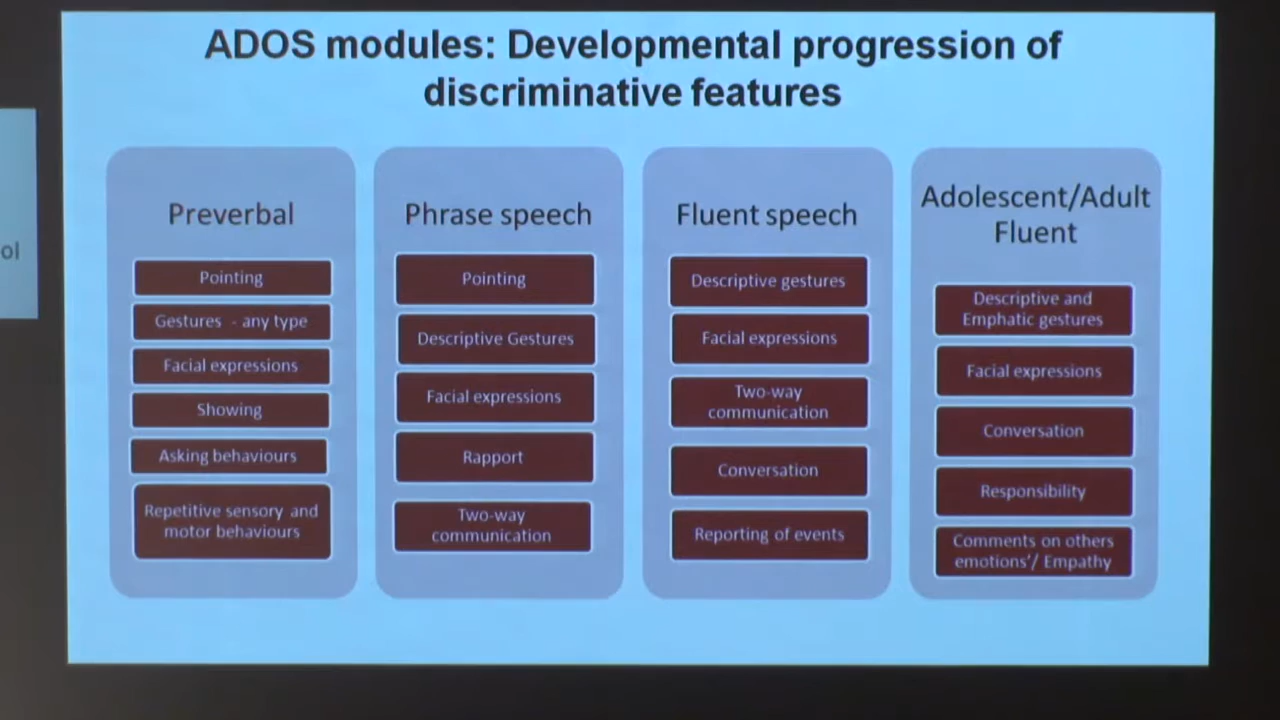 ADOS modules: Developmental progression of
discriminative features
ol
Preverbal
Pointing
Gestures - any type
Facial expressions
Showing
Asking behaviours
Repetitive sensory and
motor behaviours
Phrase speech
Pointing
Descriptive Gestures
Facial expressions
Rapport
Two-way
communication
Fluent speech
Descriptive gestures
Facial expressions
Two-way
communication
Conversation
Reporting of events
Adolescent/Adult
Fluent
Descriptive and
Emphatic gestures
Facial expressions
Conversation
Responsibility
Comments on others
emotions'/ Empathy